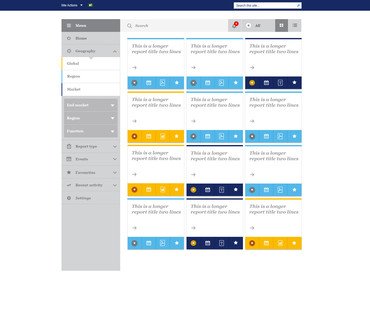 Site Actions
Search this site...
Menu
Search
All
Home
Geography
Global
Region
Market
End market
Region
Function
Report type
Events
Favourites
Recent activity
Settings
This is a longer
report title two lines
This is a longer
report title two lines
This is a longer
report title two lines
This is a longer
report title two lines
This is a longer
report title two lines
This is a longer
report title two lines
This is a longer
report title two lines
This is a longer
report title two lines
This is a longer
report title two lines
This is a longer
report title two lines
This is a longer
report title two lines
This is a longer
report title two lines